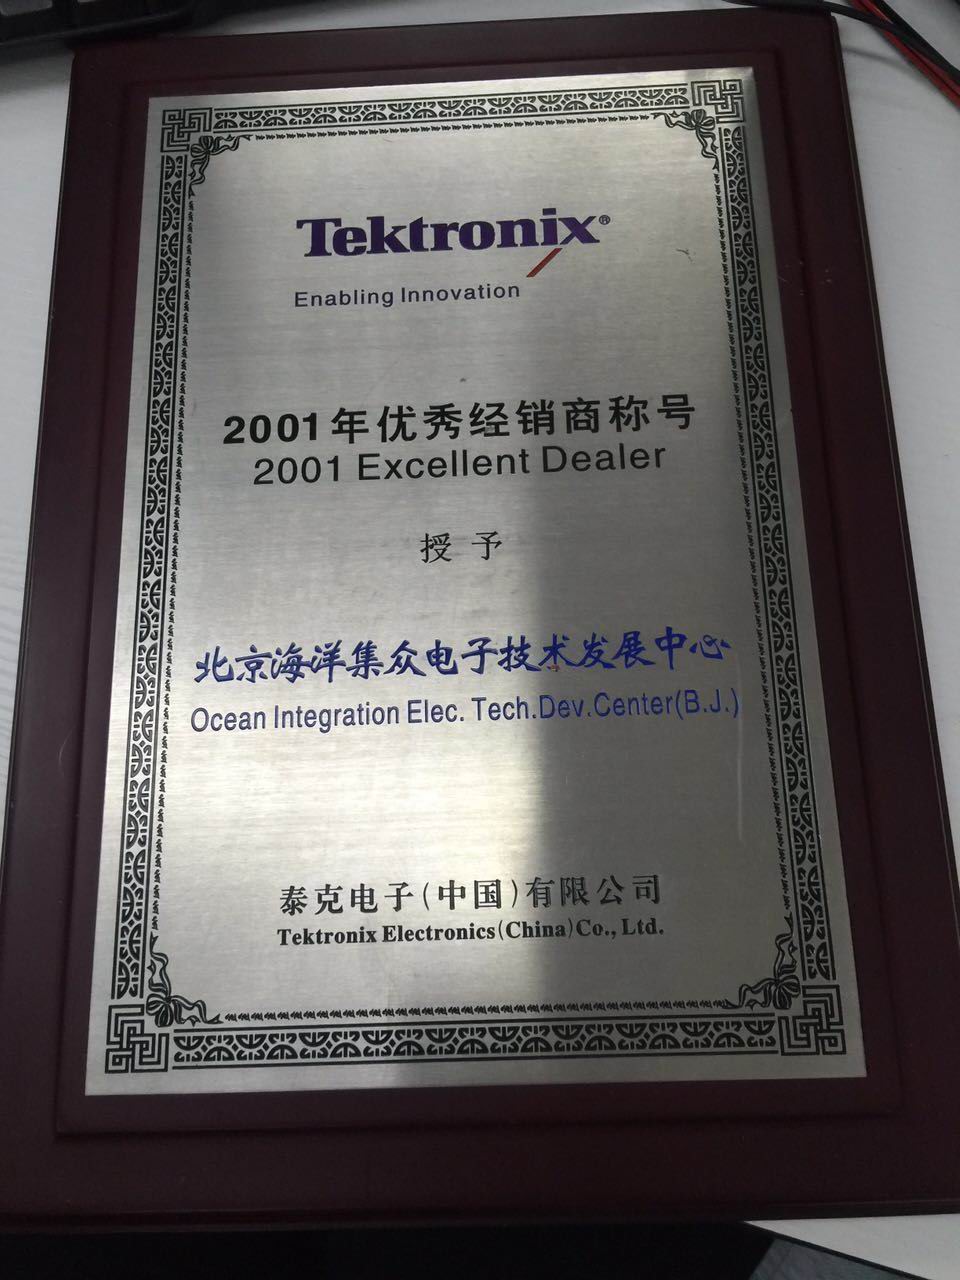 Tektronix®
Enabling Innovation
2001年优秀经销商称号
2001 Excellent Dealer
授予
北京海洋集众电子技术发展中心
Ocean Integration Elec. Tech.Dev.Center(B.J.)
泰克电子(中国)有限公司
Tektronix Electronics(China)Co., Ltd.